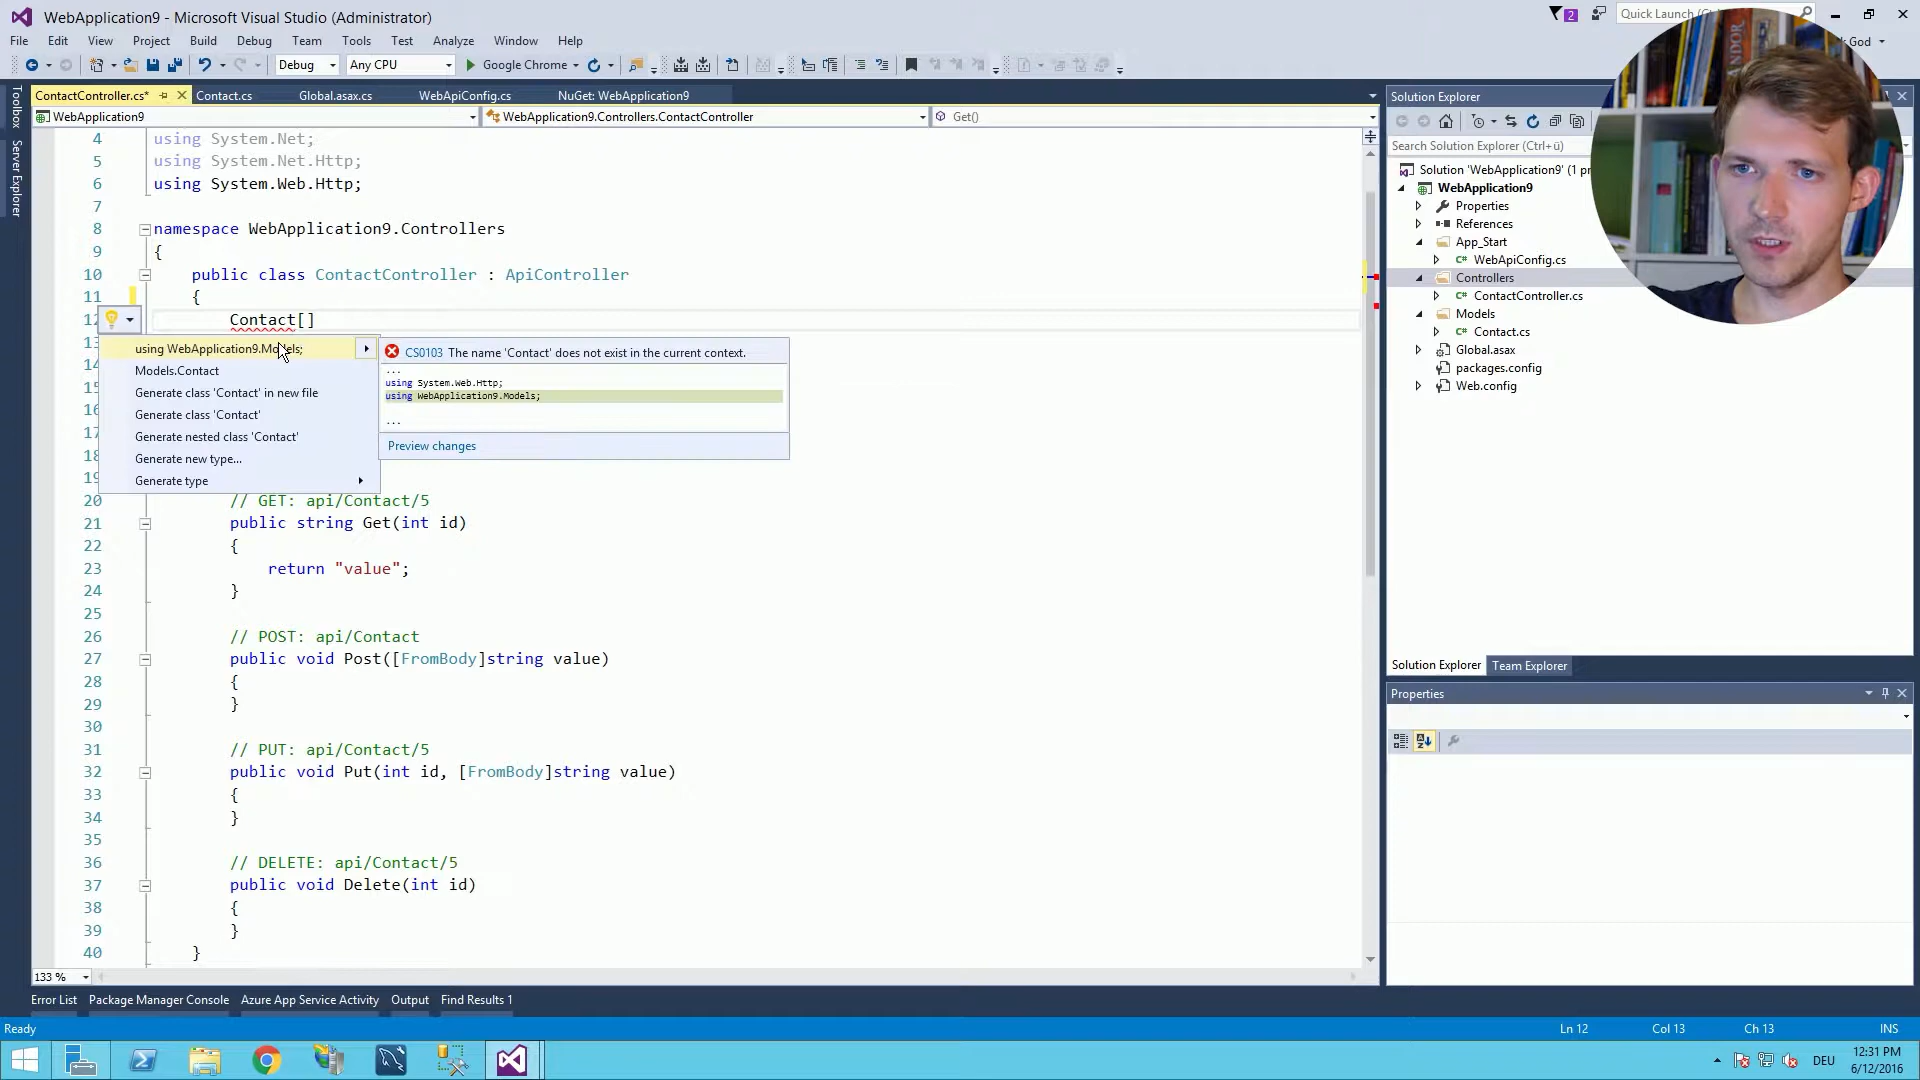 WebApplication9 - Microsoft Visual Studio (Administrator)
2
Quick Launch (C
File Edit View Project Build Debug Team Tools Test Analyze Window Help
God
Debug Any CPU Google Chrome
Toolbox
Server Explorer
ContactController.cs* Contact.cs Global.asax.cs WebApiConfig.cs NuGet: WebApplication9
WebApplication9 WebApplication9.Controllers.ContactController Get()
4 using System.Net;
5 using System.Net.Http;
6 using System.Web.Http;
7
8 namespace WebApplication9.Controllers
9 {
10 public class ContactController : ApiController
11 {
12 Contact[]
using WebApplication9.Models;
Models.Contact
Generate class 'Contact' in new file
Generate class 'Contact'
Generate nested class 'Contact'
Generate new type...
Generate type
CS0103 The name 'Contact' does not exist in the current context.
...
using System.Web.Http;
using WebApplication9.Models;
...
Preview changes
20 // GET: api/Contact/5
21 public string Get(int id)
22 {
23 return "value";
24 }
25
26 // POST: api/Contact
27 public void Post([FromBody]string value)
28 {
29 }
30
31 // PUT: api/Contact/5
32 public void Put(int id, [FromBody]string value)
33 {
34 }
35
36 // DELETE: api/Contact/5
37 public void Delete(int id)
38 {
39 }
40 }
133 %
Solution Explorer
Search Solution Explorer (Ctrl+ü)
Solution 'WebApplication9' (1 pr
WebApplication9
Properties
References
App_Start
C# WebApiConfig.cs
Controllers
C# ContactController.cs
Models
C# Contact.cs
Global.asax
packages.config
Web.config
Solution Explorer Team Explorer
Properties
Error List Package Manager Console Azure App Service Activity Output Find Results 1
Ready Ln 12 Col 13 Ch 13 INS
DEU
12:31 PM
6/12/2016